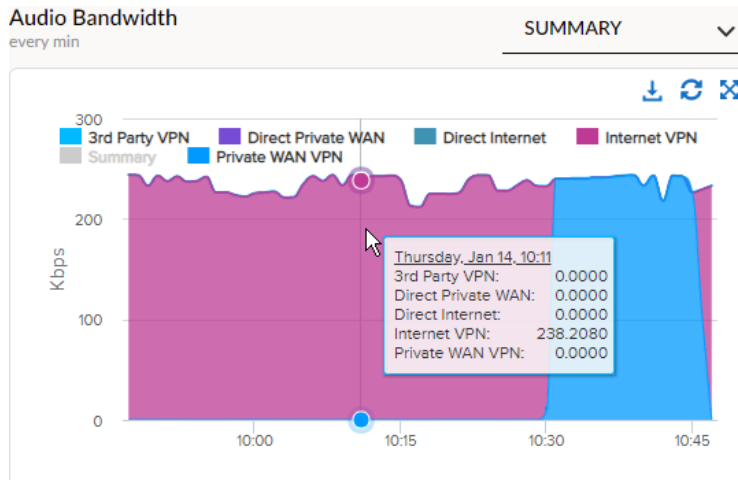 Audio Bandwidth
every min
SUMMARY
300
3rd Party VPN Direct Private WAN Direct Internet Internet VPN
Summary Private WAN VPN
200
Kbps
Thursday, Jan 14, 10:11
3rd Party VPN: 0.0000
Direct Private WAN: 0.0000
Direct Internet: 0.0000
Internet VPN: 238.2080
Private WAN VPN: 0.0000
100
0
10:00 10:15 10:30 10:45